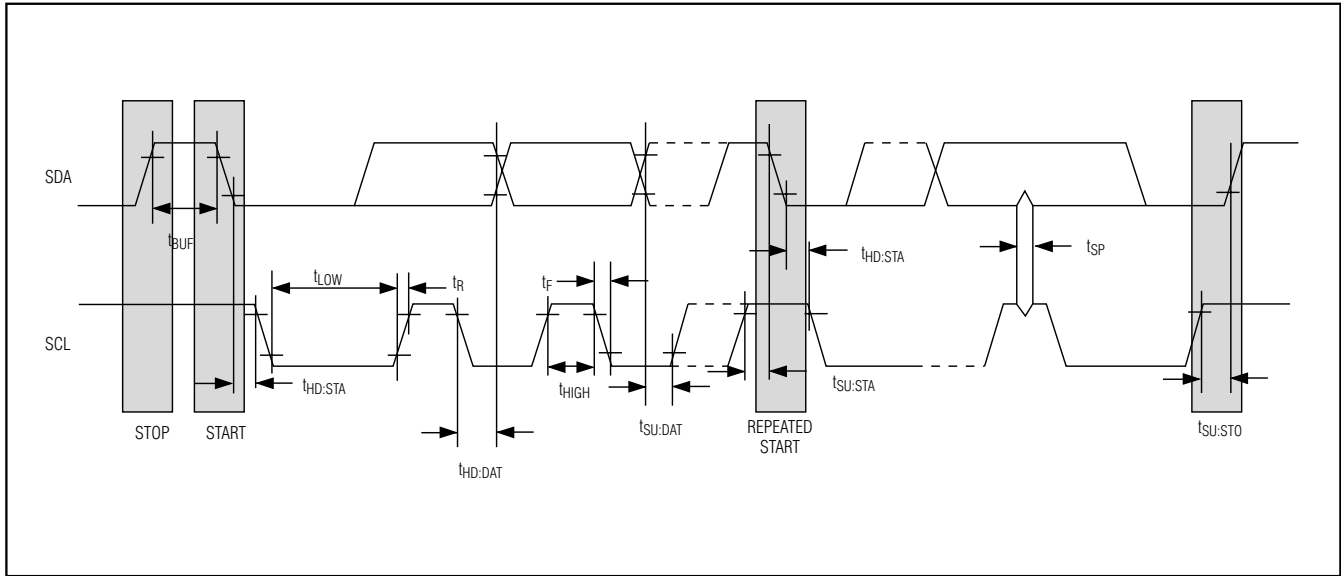 SDA
tBUF
tLOW
tR
tF
tHD:STA
tSP
SCL
tHD:STA
tHIGH
tSU:DAT
tSU:STA
tSU:STO
STOP
START
REPEATED
START
tHD:DAT